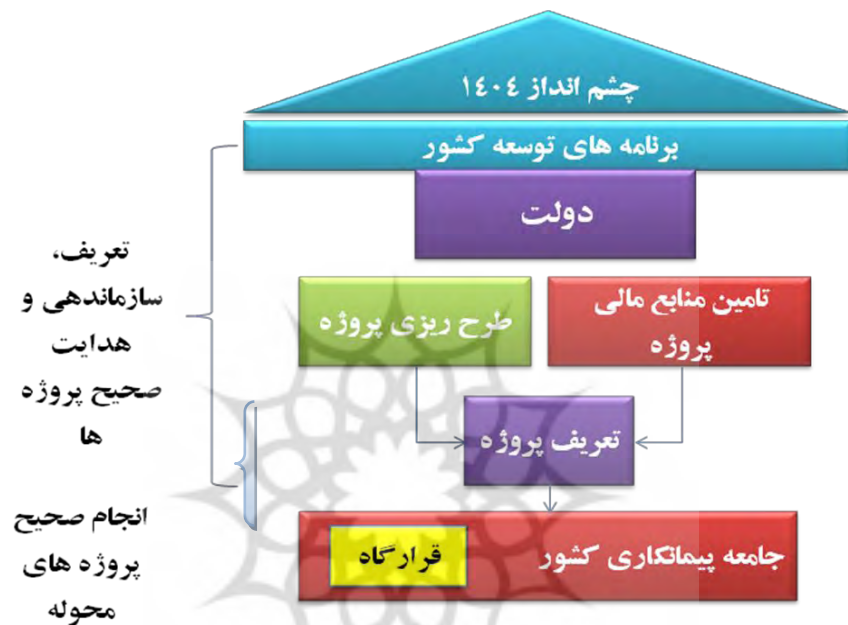 چشم انداز ١٤٠٤
برنامه های توسعه کشور
دولت
تامین منابع مالی
پروژه
طرح ریزی پروژه
تعریف پروژه
جامعه پیمانکاری کشور
قرارگاه
تعریف،
سازماندهی و
هدایت
صحیح پروژه
ها
انجام صحیح
پروژه های
محوله